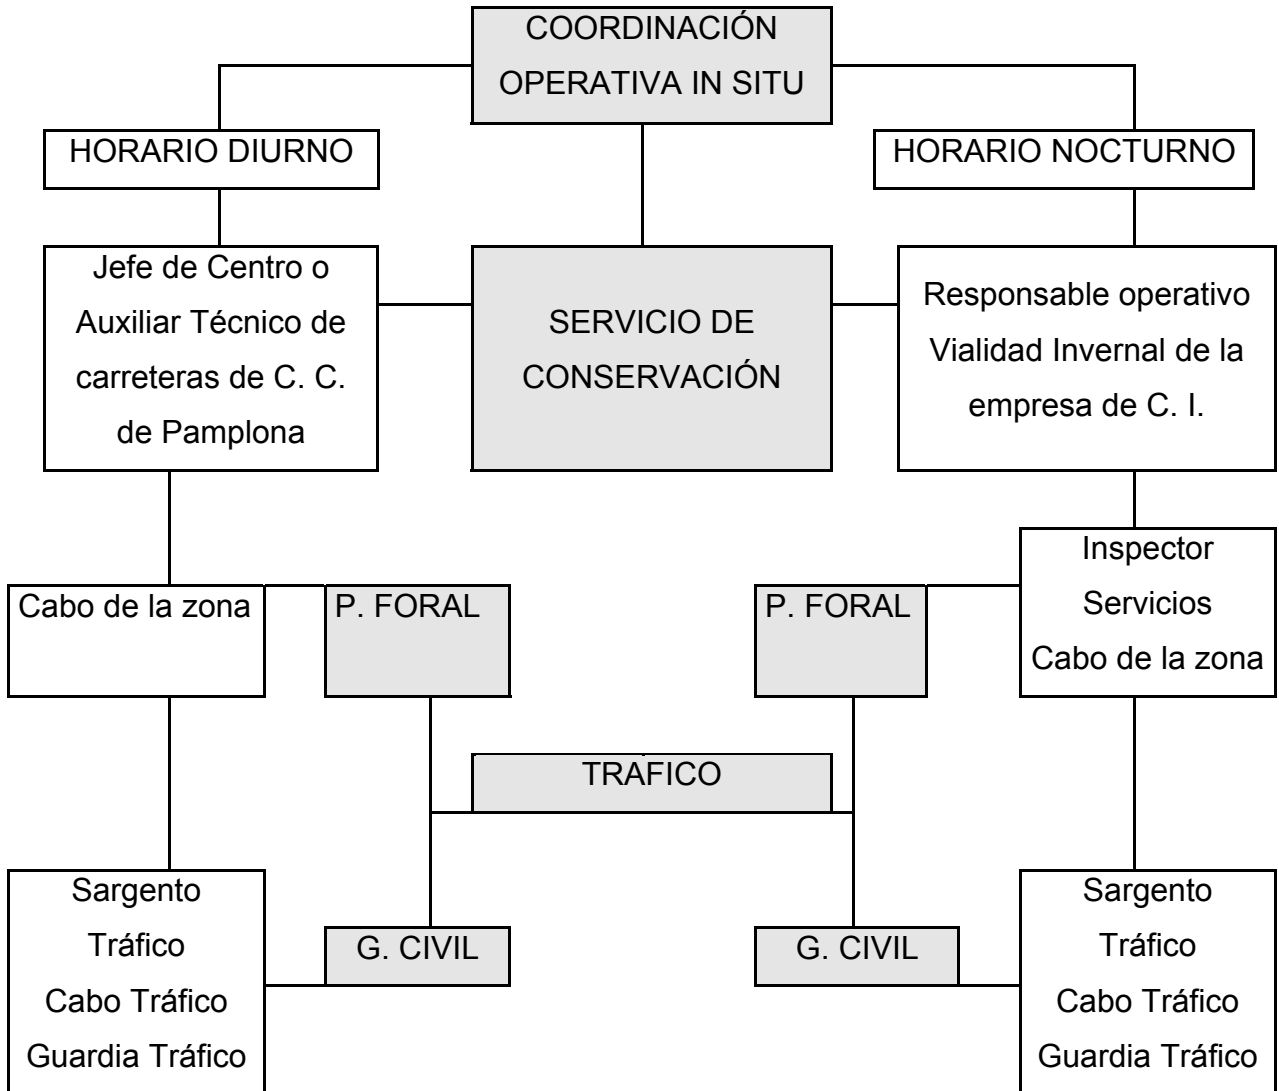 COORDINACIÓN
OPERATIVA IN SITU
HORARIO DIURNO
HORARIO NOCTURNO
Jefe de Centro o
Auxiliar Técnico de
carreteras de C. C.
de Pamplona
SERVICIO DE
CONSERVACIÓN
Responsable operativo
Vialidad Invernal de la
empresa de C. I.
Cabo de la zona
P. FORAL
P. FORAL
Inspector
Servicios
Cabo de la zona
TRÁFICO
Sargento
Tráfico
Cabo Tráfico
Guardia Tráfico
G. CIVIL
G. CIVIL
Sargento
Tráfico
Cabo Tráfico
Guardia Tráfico